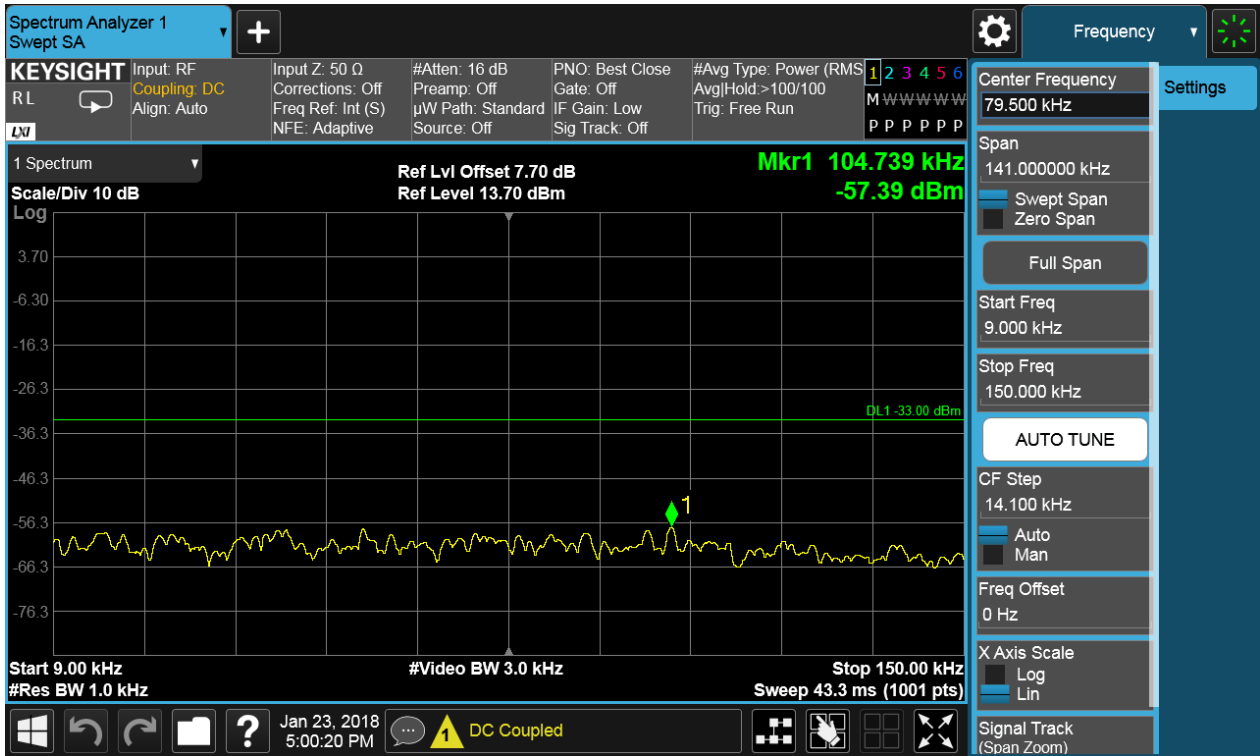 Spectrum Analyzer 1
Swept SA
+
Frequency
KEYSIGHT
RL
LXI
Input: RF
Coupling: DC
Align: Auto
Input Z: 50 Ω
Corrections: Off
Freq Ref: Int (S)
NFE: Adaptive
#Atten: 16 dB
Preamp: Off
µW Path: Standard
Source: Off
PNO: Best Close
Gate: Off
IF Gain: Low
Sig Track: Off
#Avg Type: Power (RMS
Avg|Hold:>100/100
Trig: Free Run
1 2 3 4 5 6
M W W W W W
P P P P P P
1 Spectrum
Scale/Div 10 dB
Ref Lvl Offset 7.70 dB
Ref Level 13.70 dBm
Mkr1 104.739 kHz
-57.39 dBm
Log
3.70
-6.30
-16.3
-26.3
-36.3
-46.3
-56.3
-66.3
-76.3
DL1 -33.00 dBm
1
Start 9.00 kHz
#Res BW 1.0 kHz
#Video BW 3.0 kHz
Stop 150.00 kHz
Sweep 43.3 ms (1001 pts)
Center Frequency
79.500 kHz
Span
141.000000 kHz
Swept Span
Zero Span
Full Span
Start Freq
9.000 kHz
Stop Freq
150.000 kHz
AUTO TUNE
CF Step
14.100 kHz
Auto
Man
Freq Offset
0 Hz
X Axis Scale
Log
Lin
Signal Track
(Span Zoom)
Settings
?
Jan 23, 2018
5:00:20 PM
1
DC Coupled